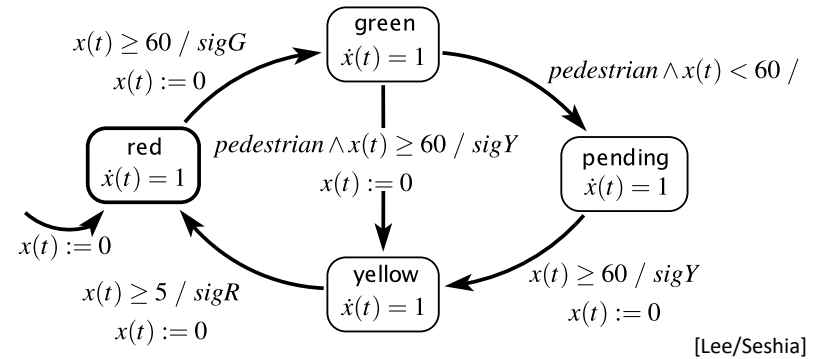 green
ẋ(t) = 1
x(t) ≥ 60 / sigG
x(t) := 0
pedestrian ∧ x(t) < 60 /
red
ẋ(t) = 1
pedestrian ∧ x(t) ≥ 60 / sigY
x(t) := 0
pending
ẋ(t) = 1
x(t) := 0
yellow
ẋ(t) = 1
x(t) ≥ 5 / sigR
x(t) := 0
x(t) ≥ 60 / sigY
x(t) := 0
[Lee/Seshia]